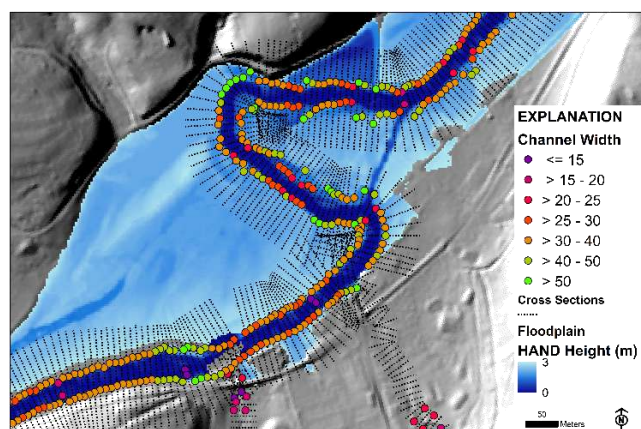 EXPLANATION
Channel Width
<= 15
> 15 - 20
> 20 - 25
> 25 - 30
> 30 - 40
> 40 - 50
> 50
Cross Sections
Floodplain
HAND Height (m)
3
0
50
Meters
N